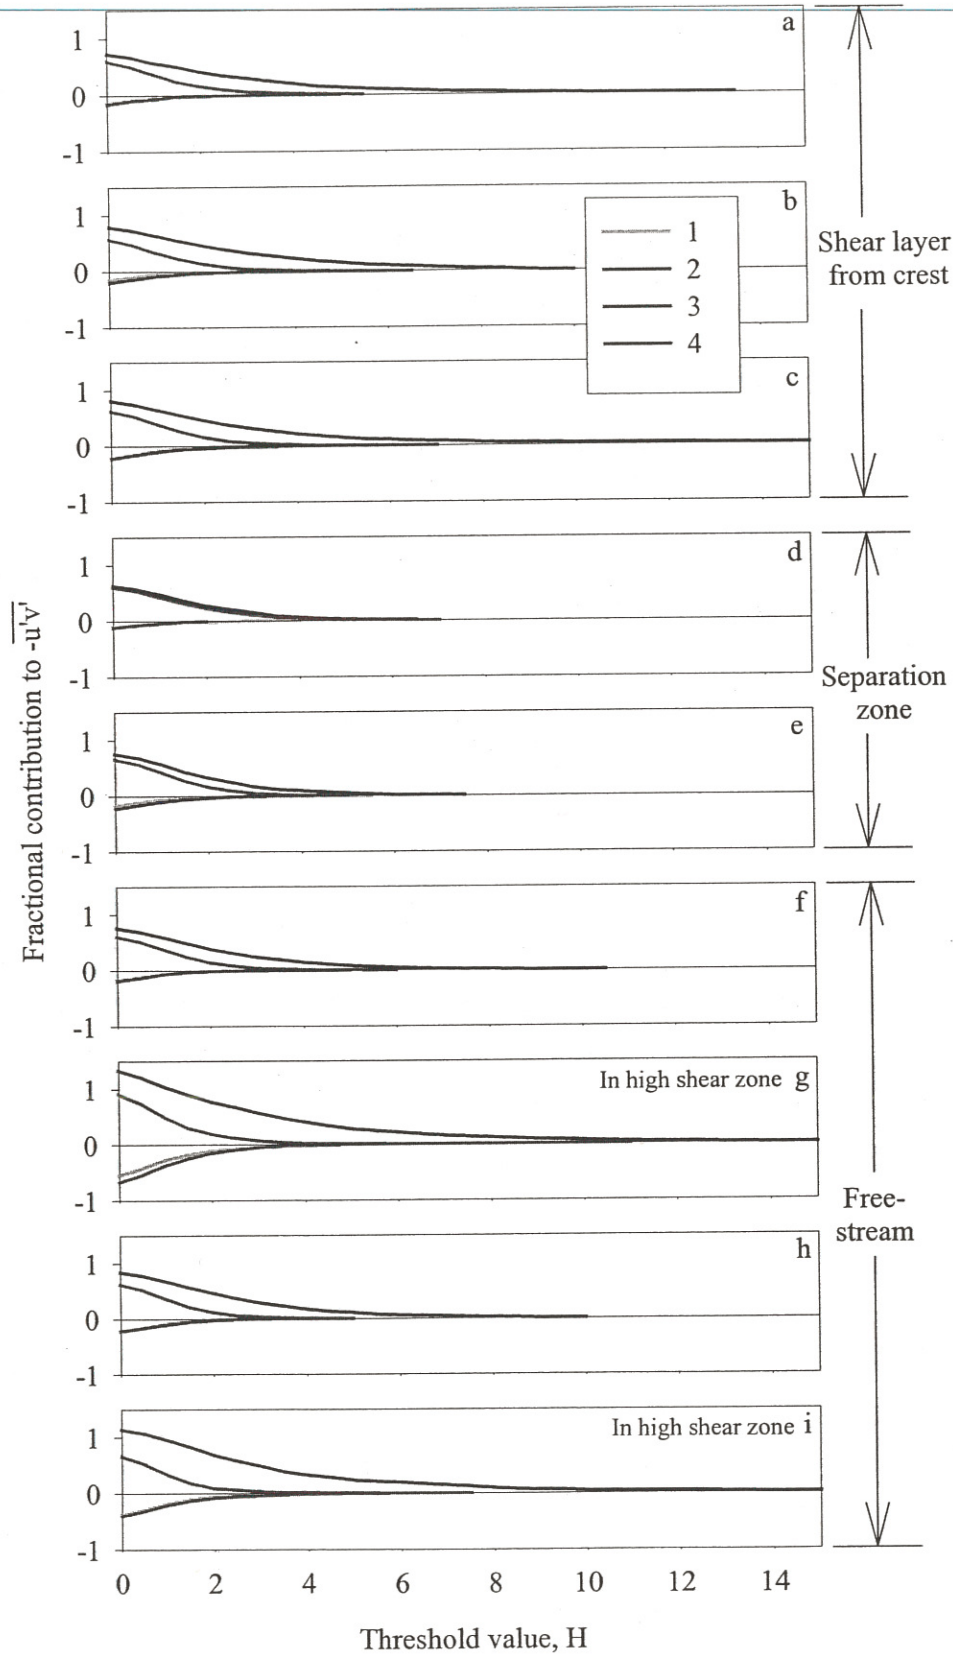 a
1
0
-1
b
1
0
-1
1
2
3
4
Shear layer
from crest
c
1
0
-1
d
1
0
-1
Separation
zone
e
1
0
-1
Fractional contribution to -u'v'
f
1
0
-1
In high shear zone g
1
0
-1
Free-
stream
h
1
0
-1
In high shear zone i
1
0
-1
0 2 4 6 8 10 12 14
Threshold value, H